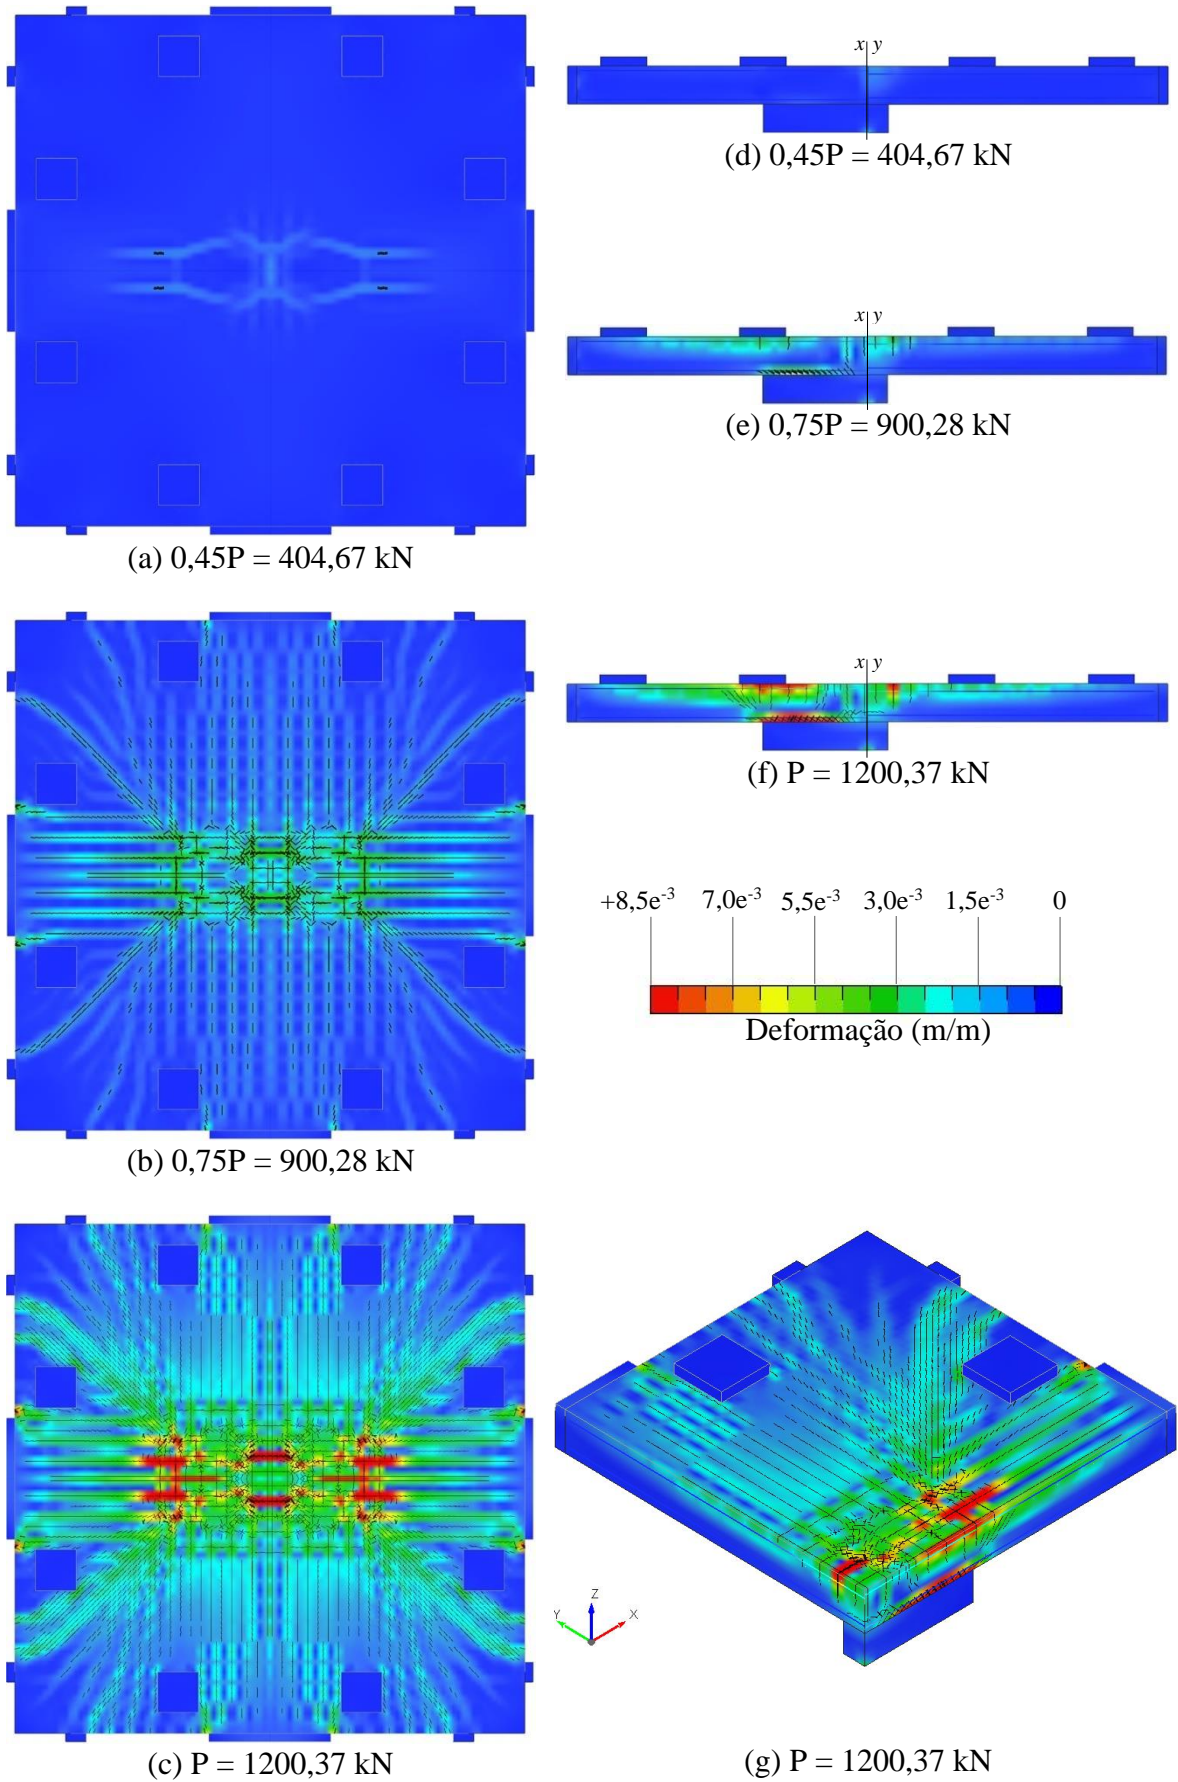 x y
(d) 0,45P = 404,67 kN
x y
(e) 0,75P = 900,28 kN
(a) 0,45P = 404,67 kN
x y
(f) P = 1200,37 kN
+8,5e-3 7,0e-3 5,5e-3 3,0e-3 1,5e-3 0
Deformação (m/m)
(b) 0,75P = 900,28 kN
Z
Y X
(c) P = 1200,37 kN
(g) P = 1200,37 kN